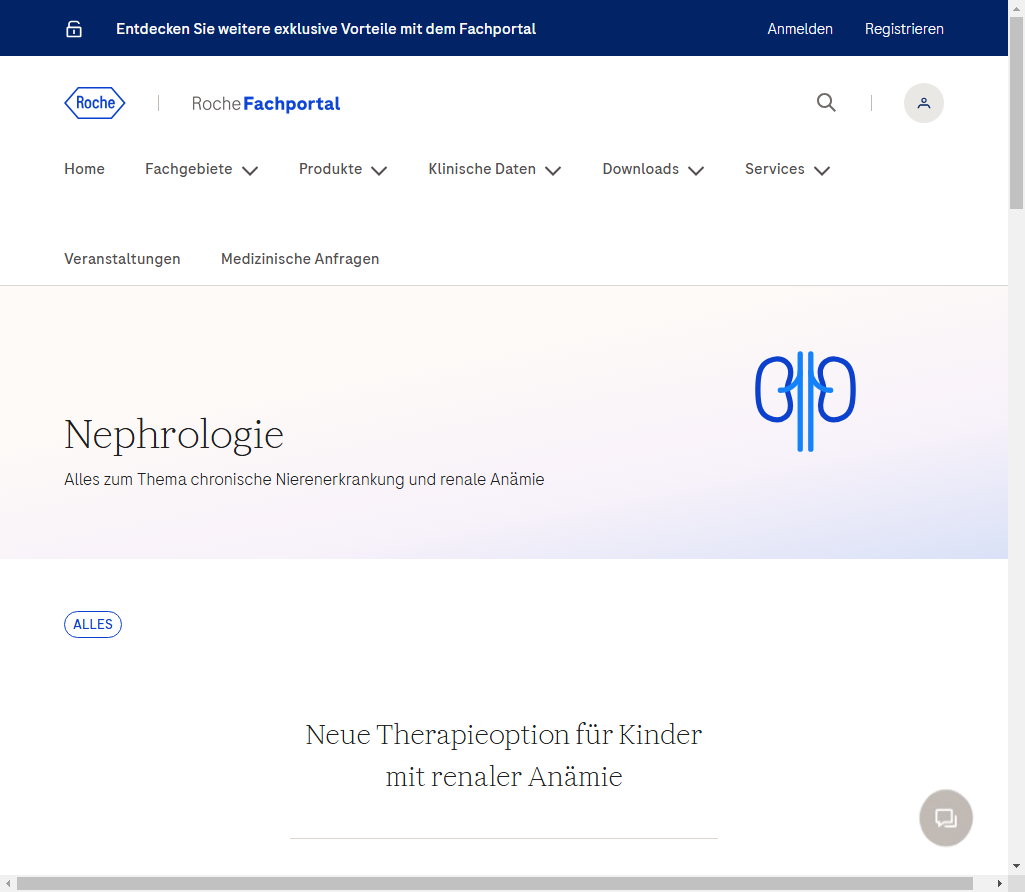 Entdecken Sie weitere exklusive Vorteile mit dem Fachportal
Anmelden
Registrieren
Roche
RocheFachportal
Home
Fachgebiete
Produkte
Klinische Daten
Downloads
Services
Veranstaltungen
Medizinische Anfragen
Nephrologie
Alles zum Thema chronische Nierenerkrankung und renale Anämie
ALLES
Neue Therapieoption für Kinder
mit renaler Anämie